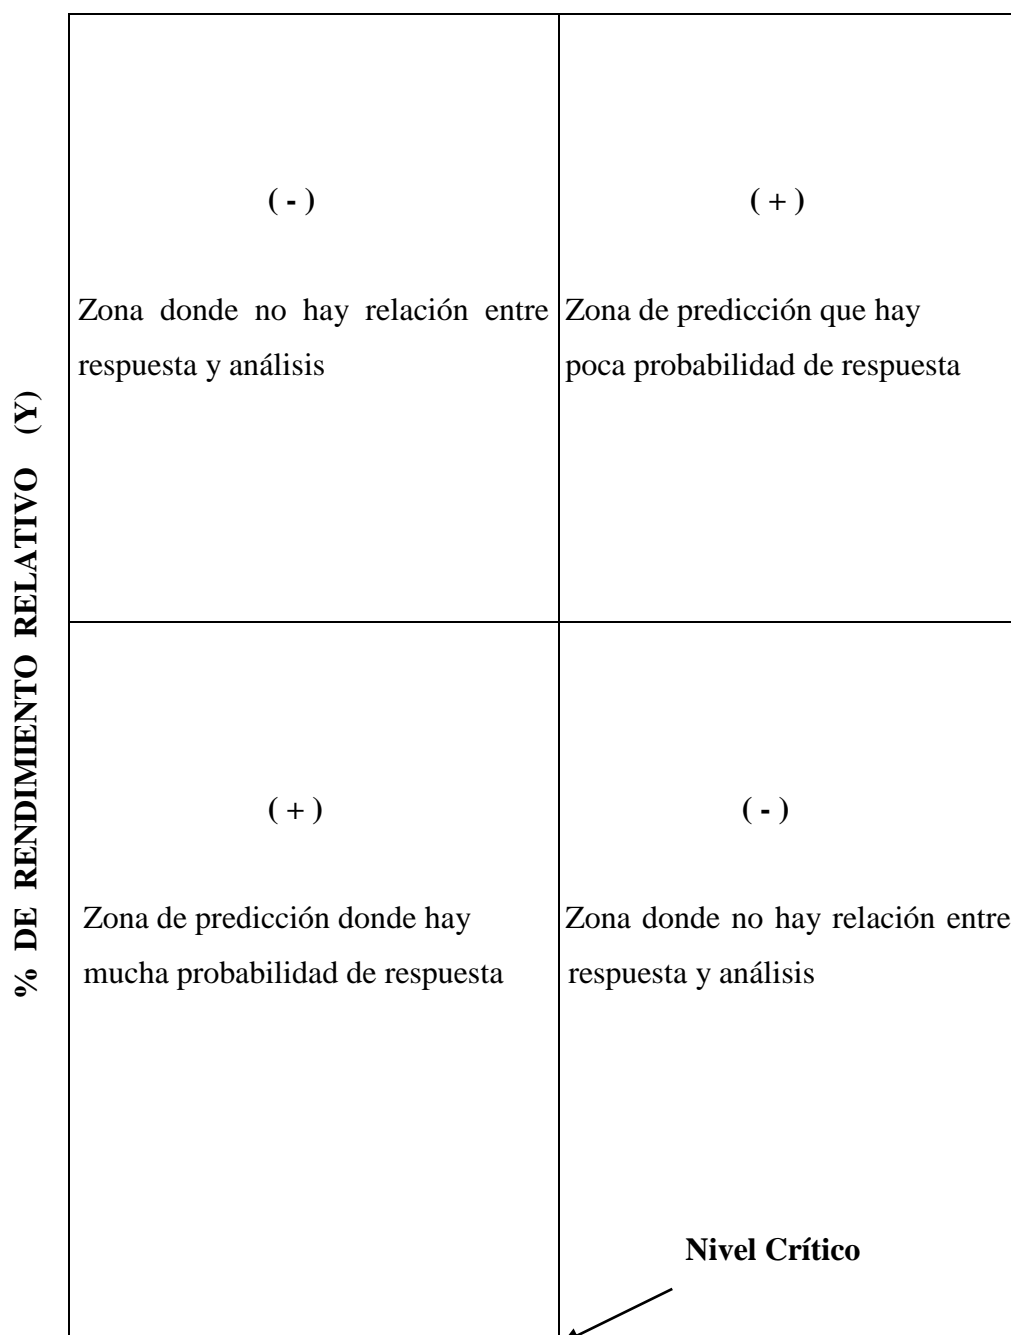 ( - )
Zona donde no hay relación entre
respuesta y análisis
( + )
Zona de predicción que hay
poca probabilidad de respuesta
% DE RENDIMIENTO RELATIVO (Y)
( + )
Zona de predicción donde hay
mucha probabilidad de respuesta
( - )
Zona donde no hay relación entre
respuesta y análisis
Nivel Crítico